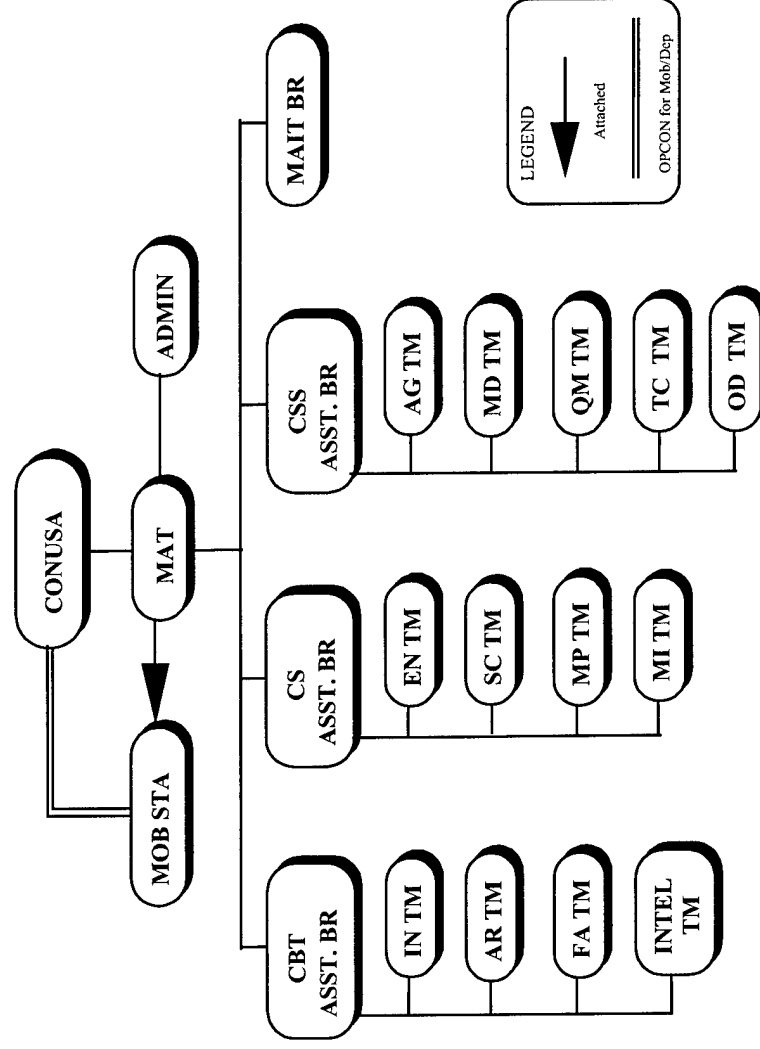 CONUSA
MOB STA
MAT
ADMIN
CBT
ASST. BR
CS
ASST. BR
CSS
ASST. BR
MAIT BR
IN TM
AR TM
FA TM
INTEL
TM
EN TM
SC TM
MP TM
MI TM
AG TM
MD TM
QM TM
TC TM
OD TM
LEGEND
Attached
OPCON for Mob/Dep